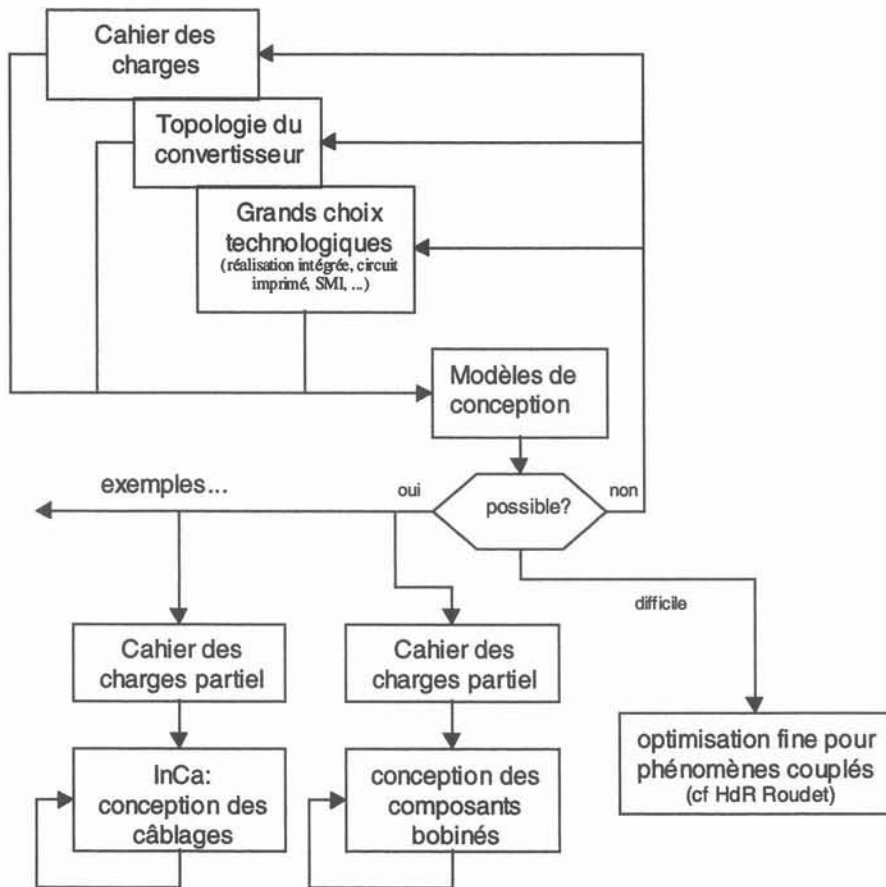 Cahier des
charges
Topologie du
convertisseur
Grands choix
technologiques
(réalisation intégrée, circuit
imprimé, SMI, ...)
Modèles de
conception
exemples...
oui
possible?
non
difficile
Cahier des
charges partiel
Cahier des
charges partiel
InCa:
conception des
câblages
conception des
composants
bobinés
optimisation fine pour
phénomènes couplés
(cf HdR Roudet)